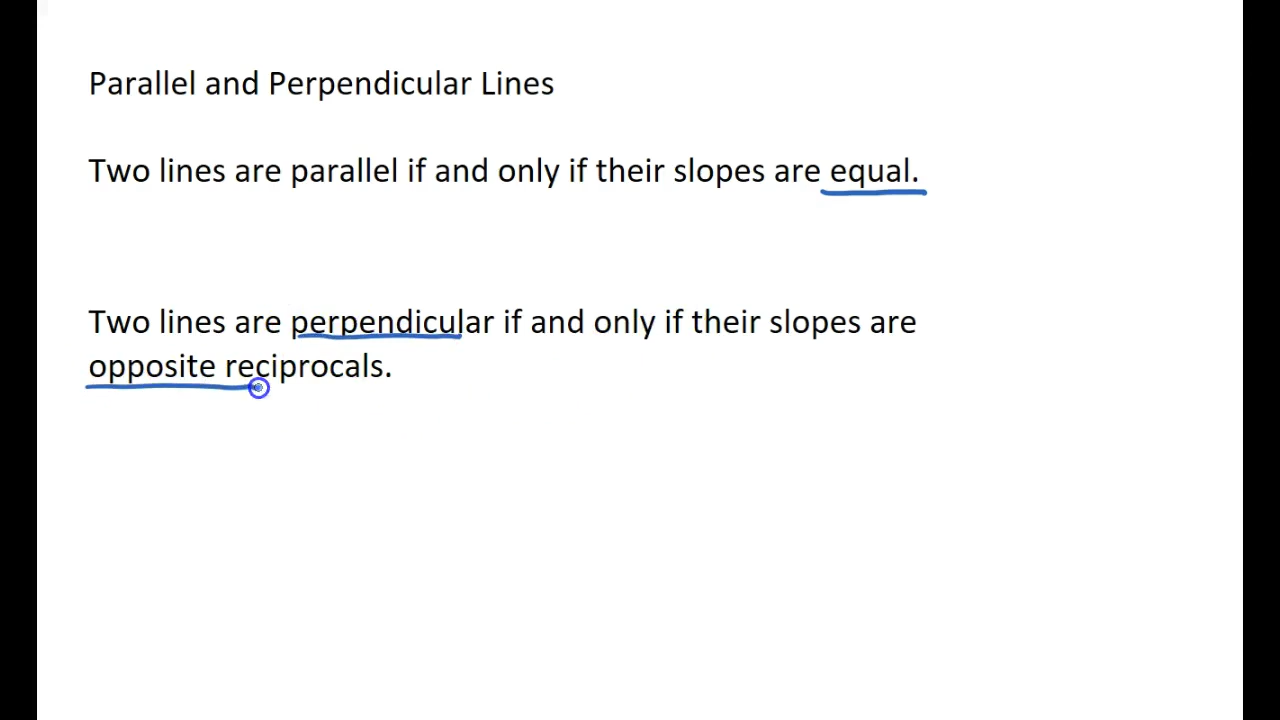 Parallel and Perpendicular Lines
Two lines are parallel if and only if their slopes are equal.
Two lines are perpendicular if and only if their slopes are
opposite reciprocals.